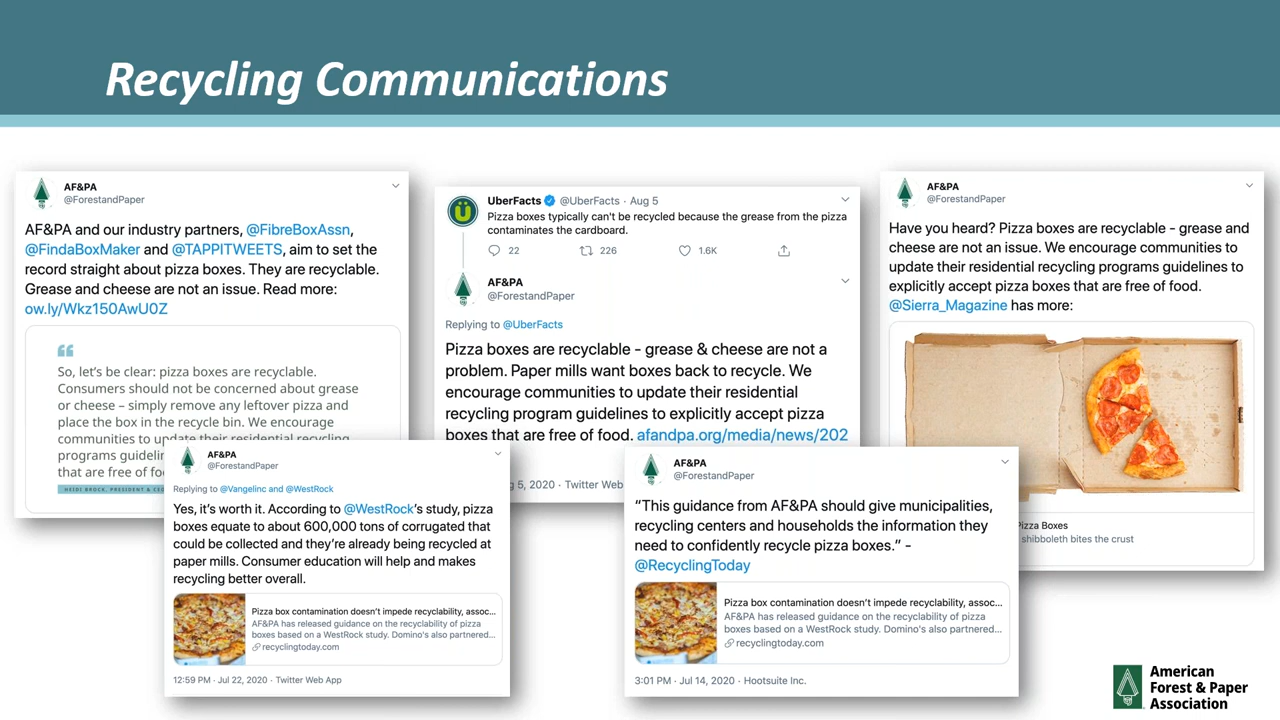 Recycling Communications
AF&PA
@ForestandPaper
AF&PA and our industry partners, @FibreBoxAssn,
@FindaBoxMaker and @TAPPITWEETS, aim to set the
record straight about pizza boxes. They are recyclable.
Grease and cheese are not an issue. Read more:
ow.ly/Wkz150AwU0Z
So, let's be clear: pizza boxes are recyclable.
Consumers should not be concerned about grease
or cheese – simply remove any leftover pizza and
place the box in the recycle bin. We encourage
communities to update their residential recycling
programs
that are free of
HEIDI BROCK, PRESIDENT &
UberFacts @UberFacts · Aug 5
Pizza boxes typically can't be recycled because the grease from the pizza
contaminates the cardboard.
22 226 1.6K
AF&PA
@ForestandPaper
Replying to @UberFacts
Pizza boxes are recyclable - grease & cheese are not a
problem. Paper mills want boxes back to recycle. We
encourage communities to update their residential
recycling program guidelines to explicitly accept pizza
boxes that are free of food. afandpa.org/media/news/202
5, 2020 · Twitter Web
AF&PA
@ForestandPaper
Have you heard? Pizza boxes are recyclable - grease and
cheese are not an issue. We encourage communities to
update their residential recycling programs guidelines to
explicitly accept pizza boxes that are free of food.
@Sierra_Magazine has more:
Pizza Boxes
shibboleth bites the crust
AF&PA
@ForestandPaper
Replying to @Vangelinc and @WestRock
Yes, it's worth it. According to @WestRock's study, pizza
boxes equate to about 600,000 tons of corrugated that
could be collected and they're already being recycled at
paper mills. Consumer education will help and makes
recycling better overall.
Pizza box contamination doesn't impede recyclability, assoc...
AF&PA has released guidance on the recyclability of pizza
boxes based on a WestRock study. Domino's also partnered...
recyclingtoday.com
12:59 PM · Jul 22, 2020 · Twitter Web App
AF&PA
@ForestandPaper
“This guidance from AF&PA should give municipalities,
recycling centers and households the information they
need to confidently recycle pizza boxes.” -
@RecyclingToday
Pizza box contamination doesn't impede recyclability, assoc...
AF&PA has released guidance on the recyclability of pizza
boxes based on a WestRock study. Domino's also partnered...
recyclingtoday.com
3:01 PM · Jul 14, 2020 · Hootsuite Inc.
American
Forest & Paper
Association